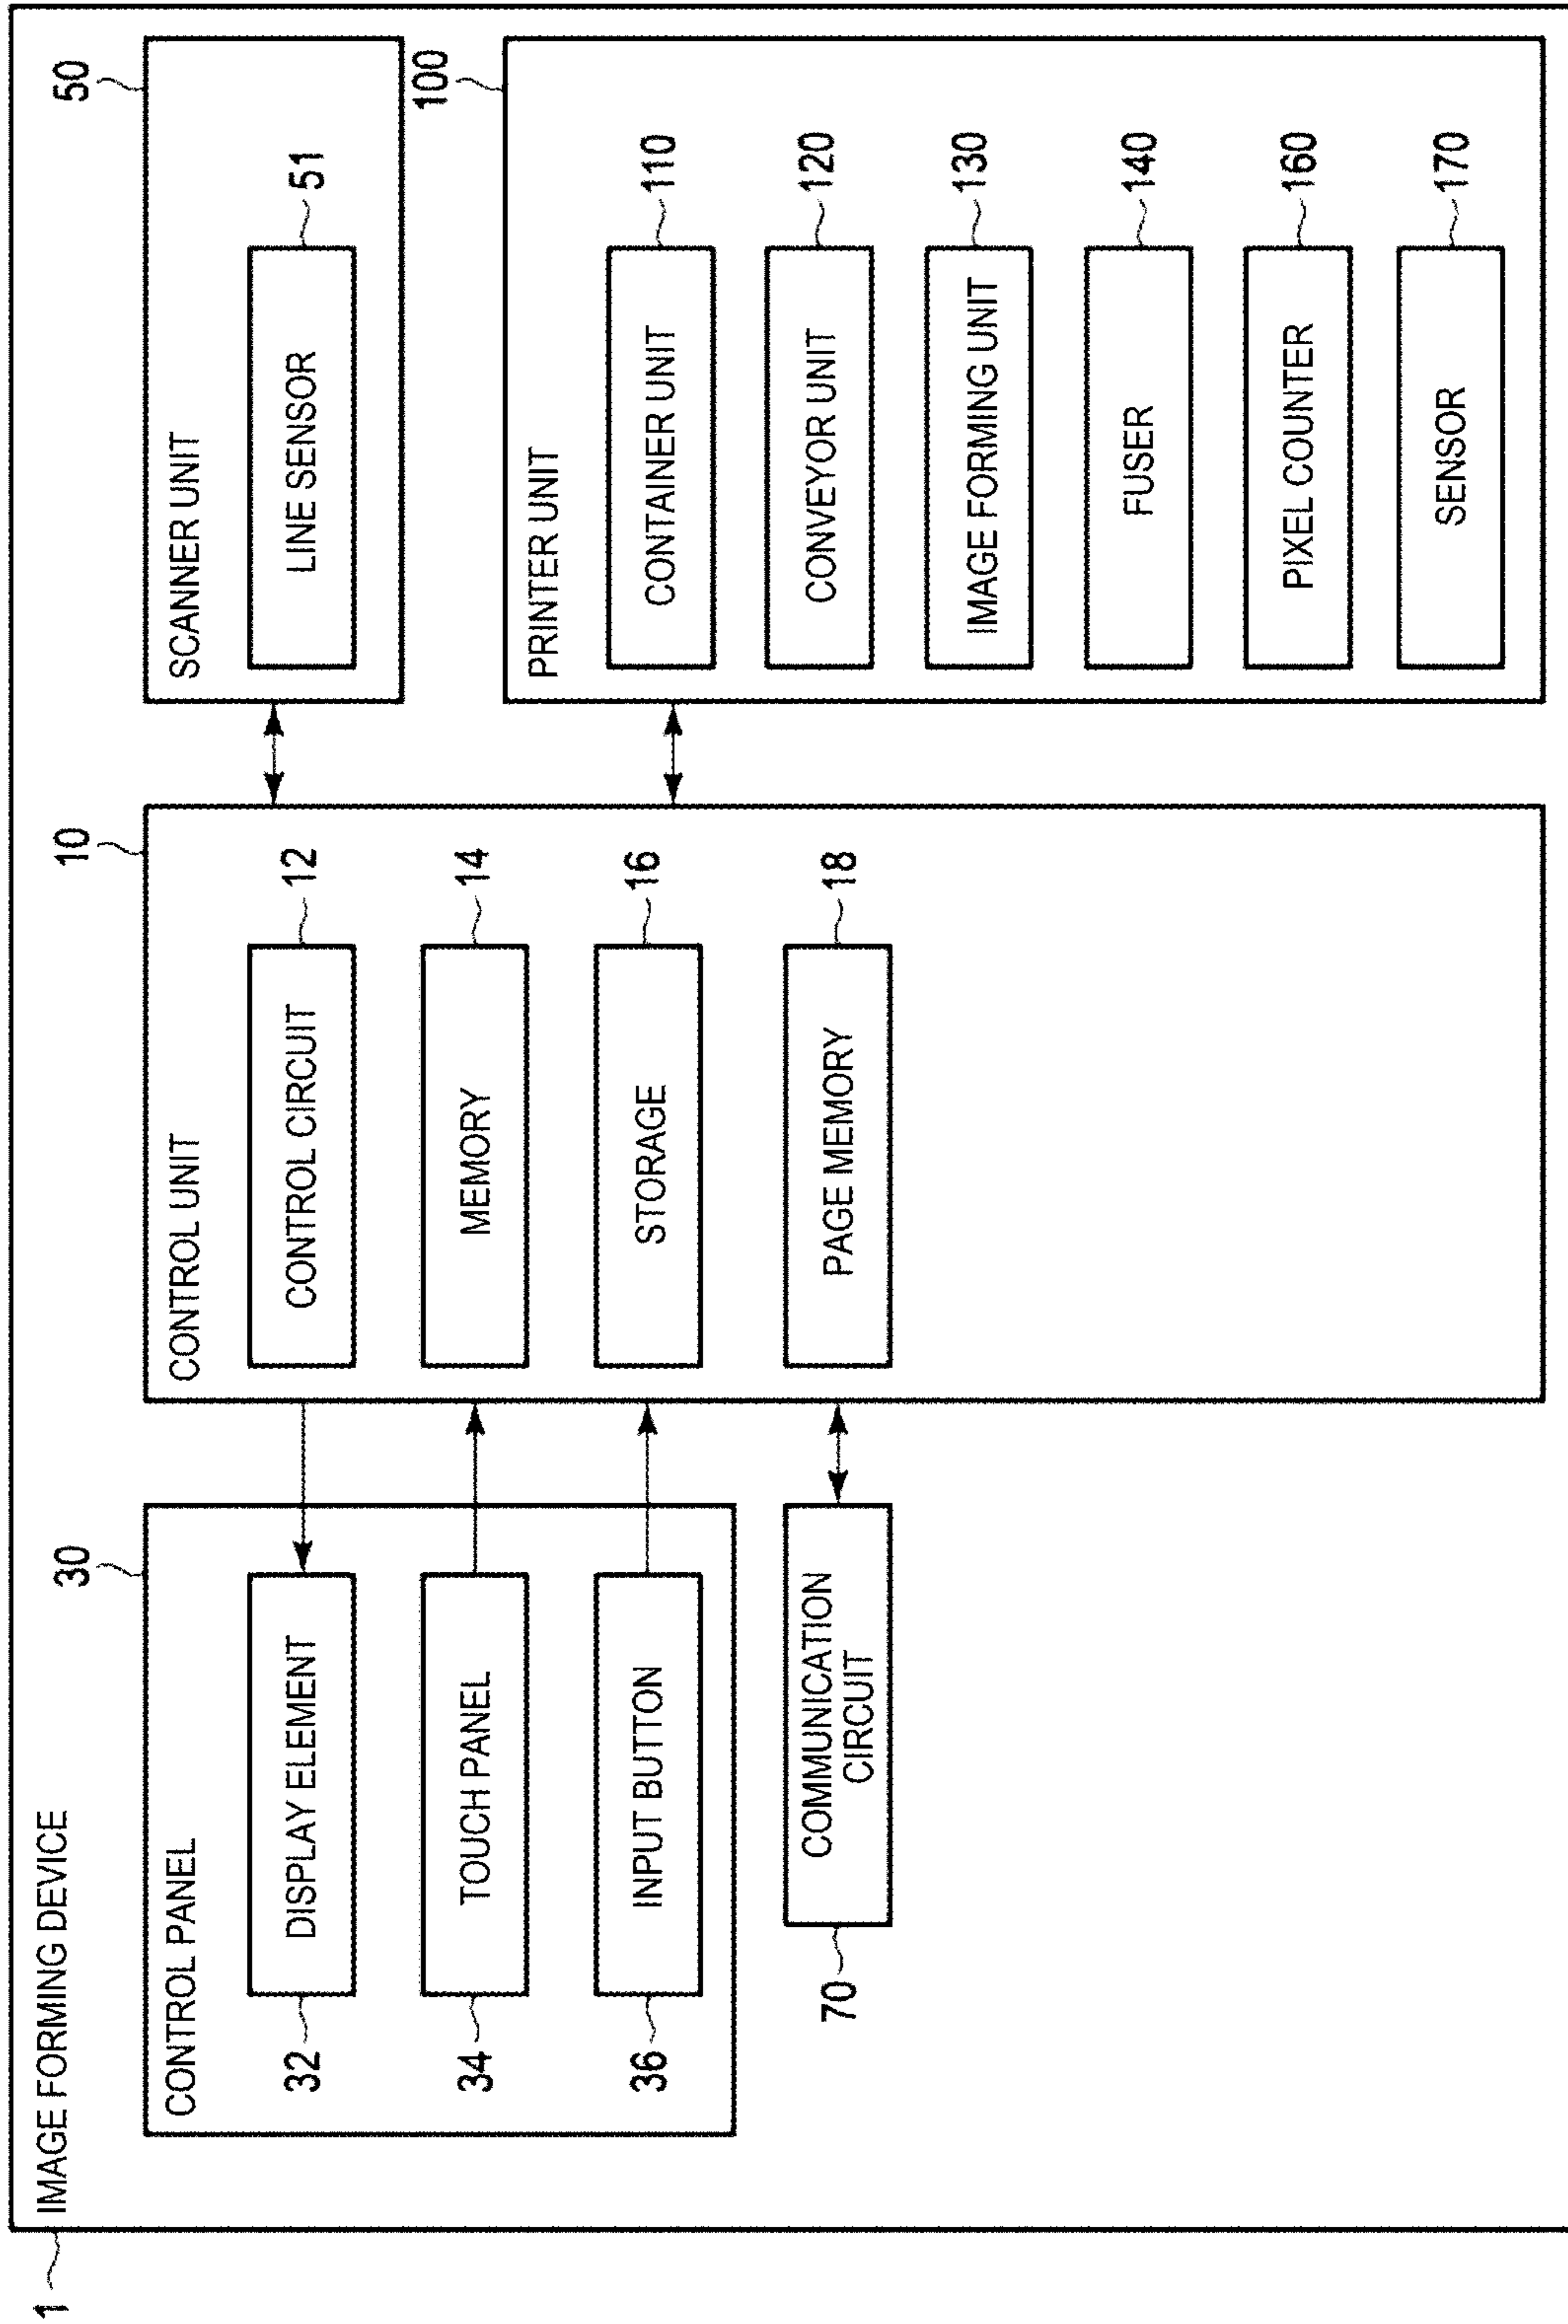 1
IMAGE FORMING DEVICE
30
CONTROL PANEL
32
DISPLAY ELEMENT
34
TOUCH PANEL
36
INPUT BUTTON
70
COMMUNICATION
CIRCUIT
10
CONTROL UNIT
CONTROL CIRCUIT
12
MEMORY
14
STORAGE
16
PAGE MEMORY
18
50
SCANNER UNIT
LINE SENSOR
51
100
PRINTER UNIT
CONTAINER UNIT
110
CONVEYOR UNIT
120
IMAGE FORMING UNIT
130
FUSER
140
PIXEL COUNTER
160
SENSOR
170